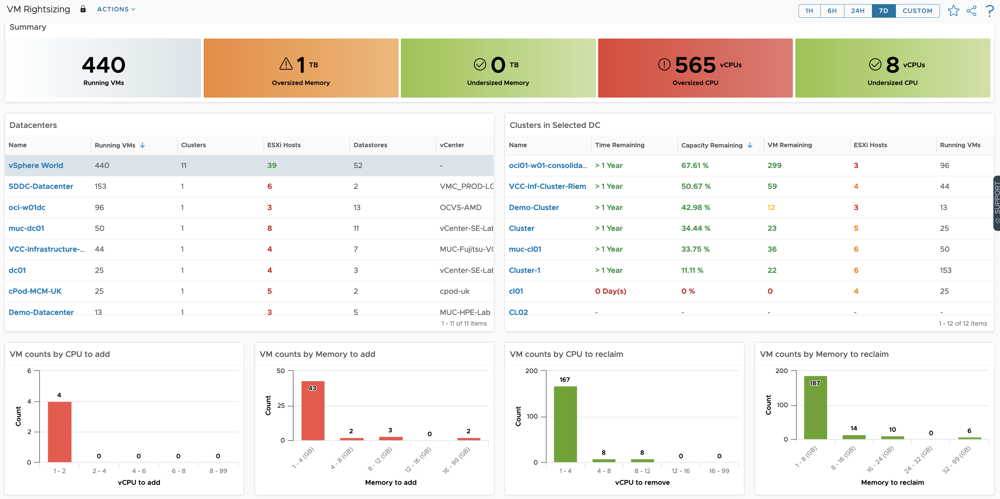 VM Rightsizing ACTIONS 1H 6H 24H 7D CUSTOM
Summary
440
Running VMs
1 TB
Oversized Memory
0 TB
Undersized Memory
565 vCPUs
Oversized CPU
8 vCPUs
Undersized CPU
Datacenters
Name Running VMs Clusters ESXi Hosts Datastores vCenter
vSphere World 440 11 39 52 -
SDDC-Datacenter 153 1 6 2 VMC_PROD-LC
oci-w01dc 96 1 3 13 OCVS-AMD
muc-dc01 50 1 8 11 vCenter-SE-Lab
VCC-Infrastructure-... 44 1 4 7 MUC-Fujitsu-VC
dc01 25 1 4 3 vCenter-SE-Lab
cPod-MCM-UK 25 1 5 2 cpod-uk
Demo-Datacenter 13 1 3 5 MUC-HPE-Lab
1 - 11 of 11 items
Clusters in Selected DC
Name Time Remaining Capacity Remaining VM Remaining ESXi Hosts Running VMs
oci01-w01-consolida... > 1 Year 67.61 % 299 3 96
VCC-Inf-Cluster-Riem > 1 Year 50.67 % 59 4 44
Demo-Cluster > 1 Year 42.98 % 12 3 13
Cluster > 1 Year 34.44 % 23 5 25
muc-cl01 > 1 Year 33.75 % 36 6 50
Cluster-1 > 1 Year 11.11 % 22 6 153
cl01 0 Day(s) 0 % 0 4 25
CL02 - - - - -
1 - 12 of 12 items
SUPPORT
VM counts by CPU to add
Count
6
4
2
0
4 0 0 0 0
1 - 2 2 - 4 4 - 6 6 - 8 8 - 99
vCPU to add
VM counts by Memory to add
Count
50
25
0
43 2 3 0 2
1 - 4 (GB) 4 - 8 (GB) 8 - 12 (GB) 12 - 16 (GB) 16 - 99 (GB)
Memory to add
VM counts by CPU to reclaim
Count
200
100
0
167 8 8 0 0
1 - 4 4 - 8 8 - 12 12 - 16 16 - 99
vCPU to remove
VM counts by Memory to reclaim
Count
200
100
0
187 14 10 0 6
1 - 8 (GB) 8 - 16 (GB) 16 - 24 (GB) 24 - 32 (GB) 32 - 99 (GB)
Memory to reclaim